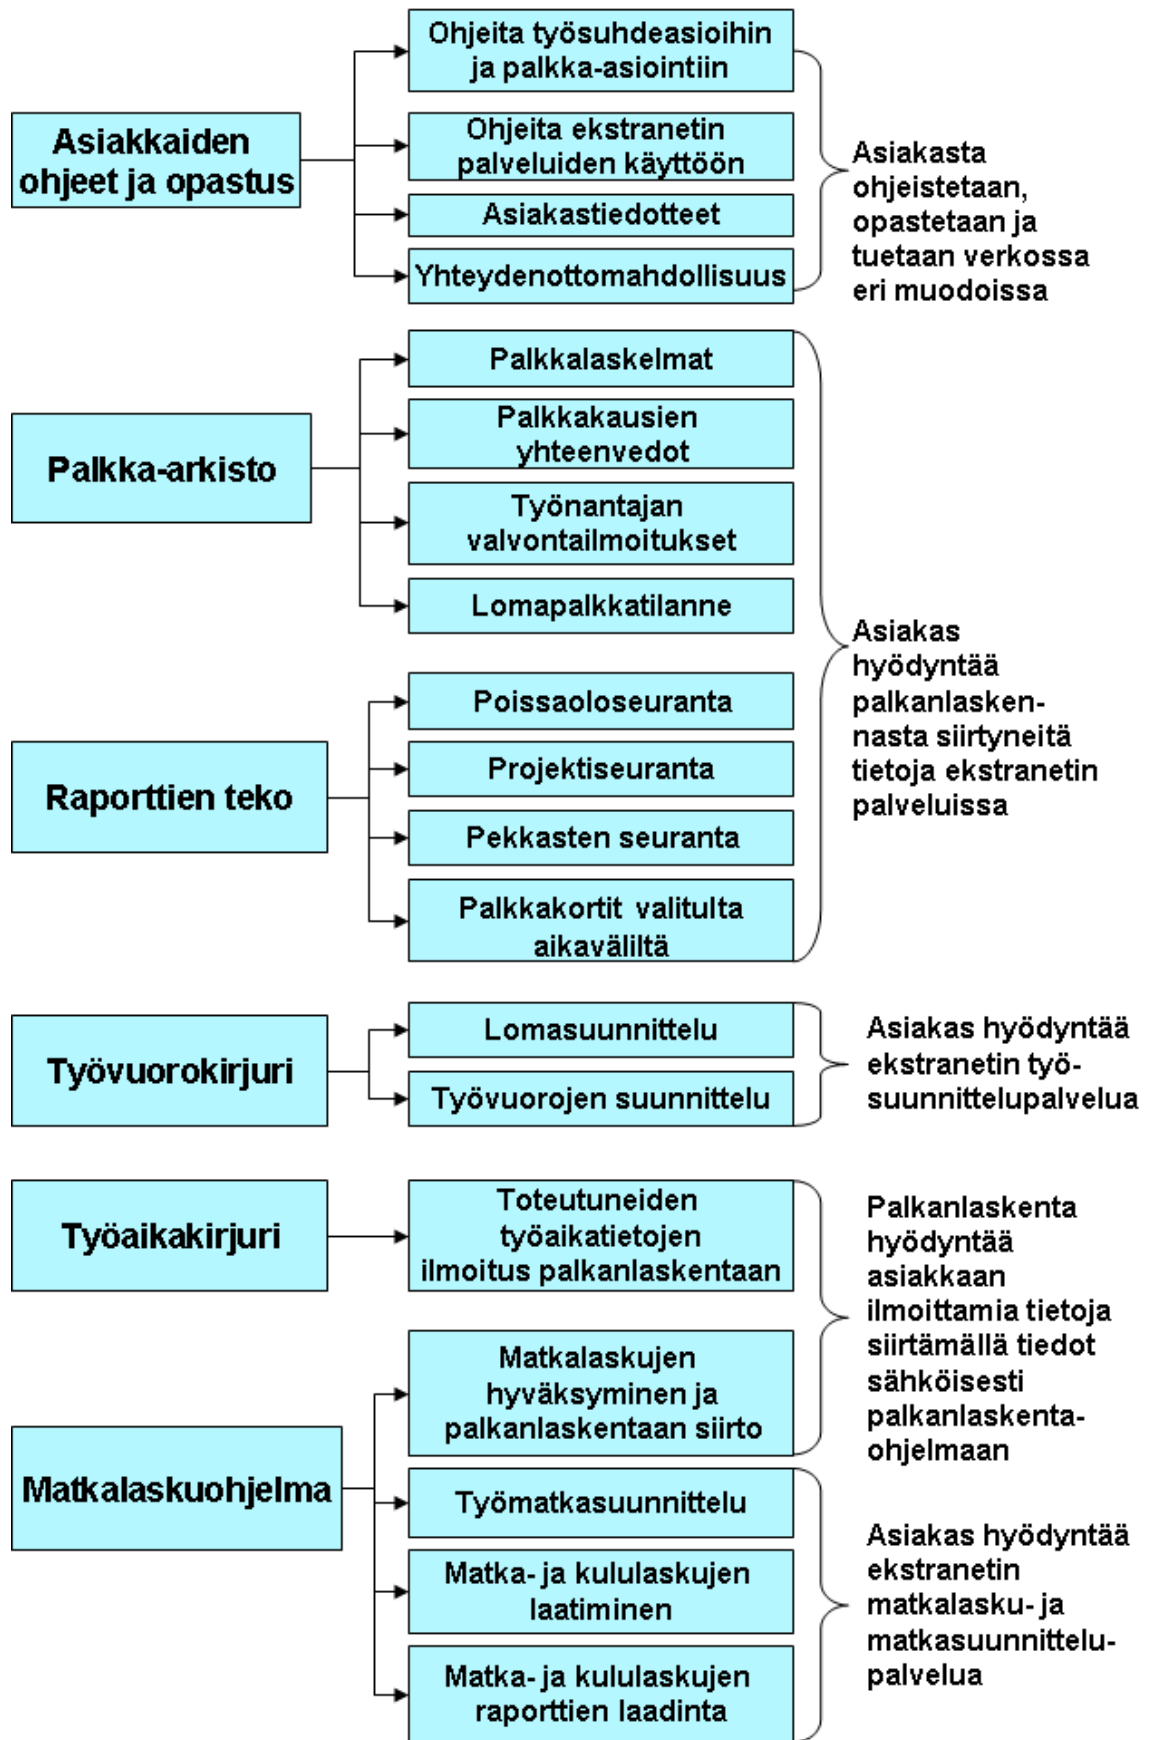 Asiakkaiden
ohjeet ja opastus
Ohjeita työsuhdeasioihin
ja palkka-asiointiin
Ohjeita ekstranetin
palveluiden käyttöön
Asiakastiedotteet
Yhteydenottomahdollisuus
Asiakasta
ohjeistetaan,
opastetaan ja
tuetaan verkossa
eri muodoissa
Palkka-arkisto
Palkkalaskelmat
Palkkakausien
yhteenvedot
Työnantajan
valvontailmoitukset
Lomapalkkatilanne
Raporttien teko
Poissaoloseuranta
Projektiseuranta
Pekkasten seuranta
Palkkakortit valitulta
aikaväliltä
Asiakas
hyödyntää
palkanlasken-
nasta siirtyneitä
tietoja ekstranetin
palveluissa
Työvuorokirjuri
Lomasuunnittelu
Työvuorojen suunnittelu
Asiakas hyödyntää
ekstranetin työ-
suunnittelupalvelua
Työaikakirjuri
Toteutuneiden
työaikatietojen
ilmoitus palkanlaskentaan
Palkanlaskenta
hyödyntää
asiakkaan
ilmoittamia tietoja
siirtämällä tiedot
sähköisesti
palkanlaskenta-
ohjelmaan
Matkalaskuohjelma
Matkalaskujen
hyväksyminen ja
palkanlaskentaan siirto
Työmatkasuunnittelu
Matka- ja kululaskujen
laatiminen
Matka- ja kululaskujen
raporttien laadinta
Asiakas hyödyntää
ekstranetin
matkalasku- ja
matkasuunnittelu-
palvelua